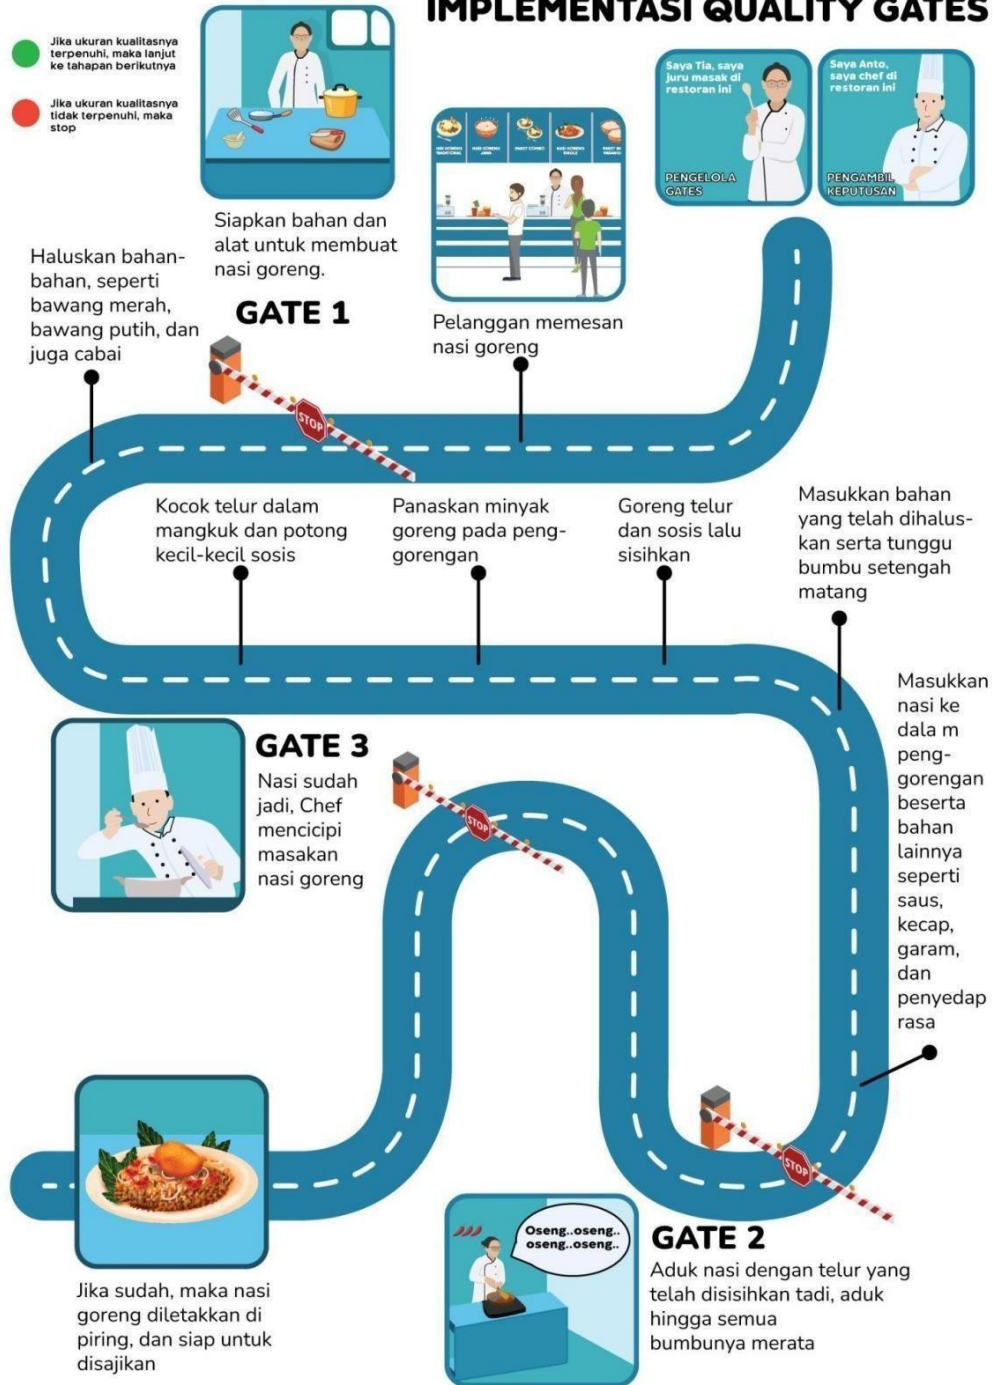 IMPLEMENTASI QUALITY GATES
Jika ukuran kualitasnya
terpenuhi, maka lanjut
ke tahapan berikutnya
Jika ukuran kualitasnya
tidak terpenuhi, maka
stop
Saya Tia, saya
juru masak di
restoran ini
PENGELOLA
GATES
Saya Anto,
saya chef di
restoran ini
PENGAMBIL
KEPUTUSAN
Pelanggan memesan
nasi goreng
Siapkan bahan dan
alat untuk membuat
nasi goreng.
GATE 1
STOP
Haluskan bahan-
bahan, seperti
bawang merah,
bawang putih, dan
juga cabai
Kocok telur dalam
mangkuk dan potong
kecil-kecil sosis
Panaskan minyak
goreng pada peng-
gorengan
Goreng telur
dan sosis lalu
sisihkan
Masukkan bahan
yang telah dihalus-
kan serta tunggu
bumbu setengah
matang
Masukkan
nasi ke
dala m
peng-
gorengan
beserta
bahan
lainnya
seperti
saus,
kecap,
garam,
dan
penyedap
rasa
STOP
Oseng..oseng..
oseng..oseng..
GATE 2
Aduk nasi dengan telur yang
telah disisihkan tadi, aduk
hingga semua
bumbunya merata
GATE 3
Nasi sudah
jadi, Chef
mencicipi
masakan
nasi goreng
STOP
Jika sudah, maka nasi
goreng diletakkan di
piring, dan siap untuk
disajikan